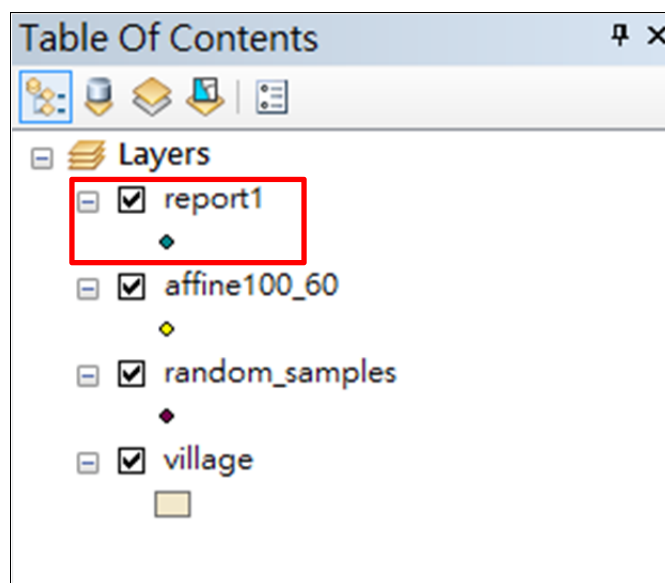 Table Of Contents
Layers
report1
affine100_60
random_samples
village